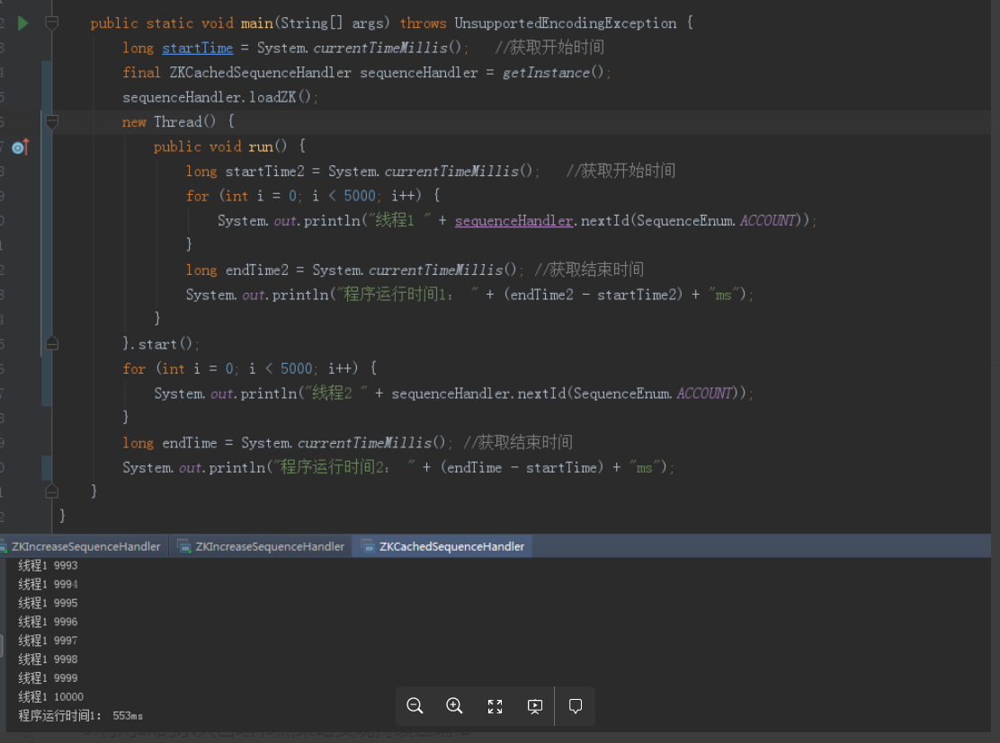 public static void main(String[] args) throws UnsupportedEncodingException {
long startTime = System.currentTimeMillis(); //获取开始时间
final ZKCachedSequenceHandler sequenceHandler = getInstance();
sequenceHandler.loadZK();
new Thread() {
public void run() {
long startTime2 = System.currentTimeMillis(); //获取开始时间
for (int i = 0; i < 5000; i++) {
System.out.println("线程1 " + sequenceHandler.nextId(SequenceEnum.ACCOUNT));
}
long endTime2 = System.currentTimeMillis(); //获取结束时间
System.out.println("程序运行时间1: " + (endTime2 - startTime2) + "ms");
}
}.start();
for (int i = 0; i < 5000; i++) {
System.out.println("线程2 " + sequenceHandler.nextId(SequenceEnum.ACCOUNT));
}
long endTime = System.currentTimeMillis(); //获取结束时间
System.out.println("程序运行时间2: " + (endTime - startTime) + "ms");
}
}
ZKIncreaseSequenceHandler ZKIncreaseSequenceHandler ZKCachedSequenceHandler
线程1 9993
线程1 9994
线程1 9995
线程1 9996
线程1 9997
线程1 9998
线程1 9999
线程1 10000
程序运行时间1: 553ms